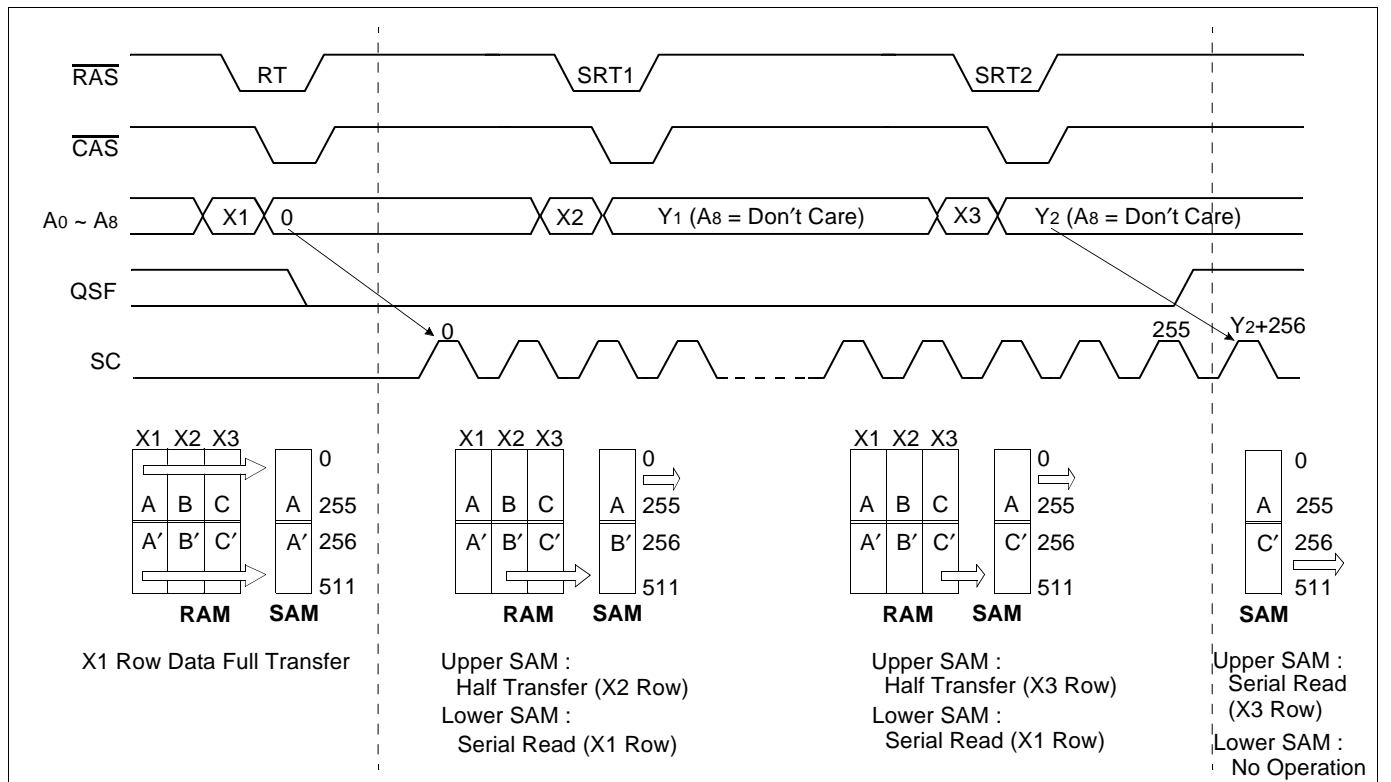 RAS RT SRT1 SRT2
CAS
A0 ~ A8 X1 0 X2 Y1 (A8 = Don′t Care) X3 Y2 (A8 = Don′t Care)
QSF
SC 0 255 Y2+256
X1 X2 X3
0
A B C A 255
A′ B′ C′ A′ 256
511
RAM SAM
X1 Row Data Full Transfer
X1 X2 X3
0
A B C A 255
A′ B′ C′ B′ 256
511
RAM SAM
Upper SAM :
Half Transfer (X2 Row)
Lower SAM :
Serial Read (X1 Row)
X1 X2 X3
0
A B C A 255
A′ B′ C′ C′ 256
511
RAM SAM
Upper SAM :
Half Transfer (X3 Row)
Lower SAM :
Serial Read (X1 Row)
0
A 255
C′ 256
511
SAM
Upper SAM :
Serial Read
(X3 Row)
Lower SAM :
No Operation